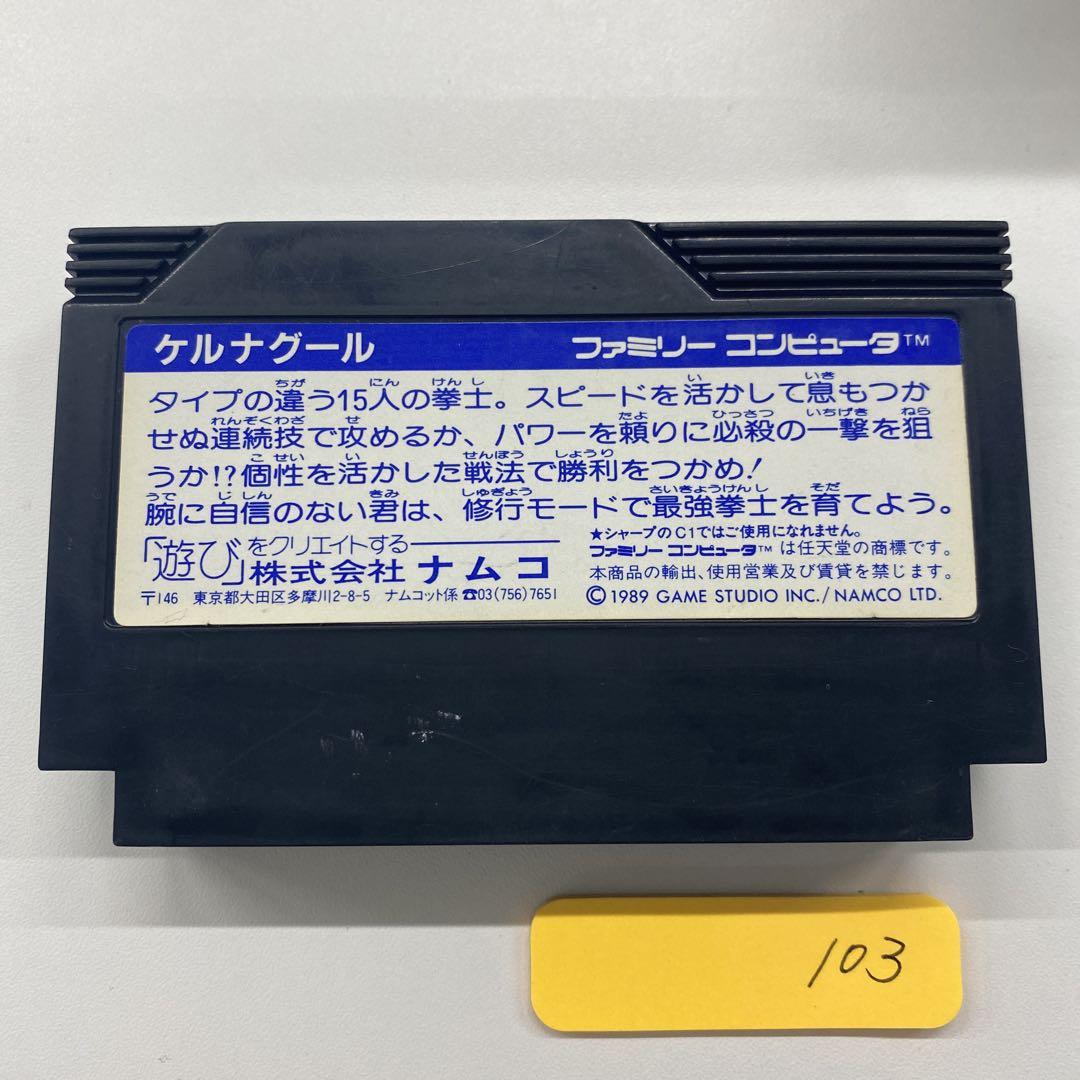 ケルナグール ファミリー コンピュータ™
タイプの違う15人の拳士。スピードを活かして息もつか
せぬ連続技で攻めるか、パワーを頼りに必殺の一撃を狙
うか!?個性を活かした戦法で勝利をつかめ!
腕に自信のない君は、修行モードで最強拳士を育てよう。
「遊び」をクリエイトする
株式会社 ナムコ
〒146 東京都大田区多摩川2-8-5 ナムコット係 ☎03(756)7651
★シャープのC1ではご使用になれません。
ファミリー コンピュータ™ は任天堂の商標です。
本商品の輸出、使用営業及び賃貸を禁じます。
©1989 GAME STUDIO INC./NAMCO LTD.
103